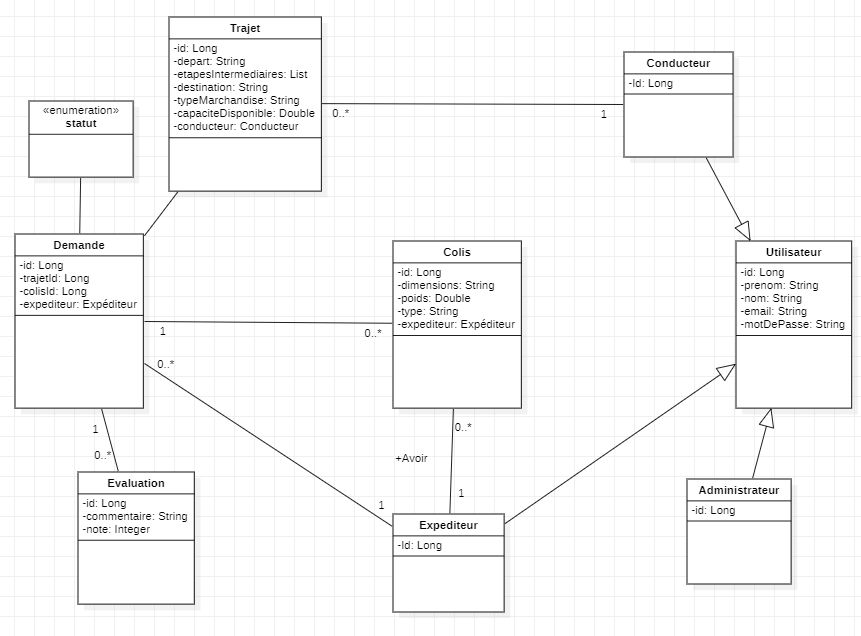 Trajet
-id: Long
-depart: String
-etapesIntermediaires: List
-destination: String
-typeMarchandise: String
-capaciteDisponible: Double
-conducteur: Conducteur
0..*
1
Conducteur
-Id: Long
«enumeration»
statut
Demande
-id: Long
-trajetId: Long
-colisId: Long
-expediteur: Expéditeur
1
0..*
Colis
-id: Long
-dimensions: String
-poids: Double
-type: String
-expediteur: Expéditeur
Utilisateur
-id: Long
-prenom: String
-nom: String
-email: String
-motDePasse: String
0..*
1
0..*
1
0..*
+Avoir
1
Evaluation
-id: Long
-commentaire: String
-note: Integer
Expediteur
-Id: Long
Administrateur
-id: Long